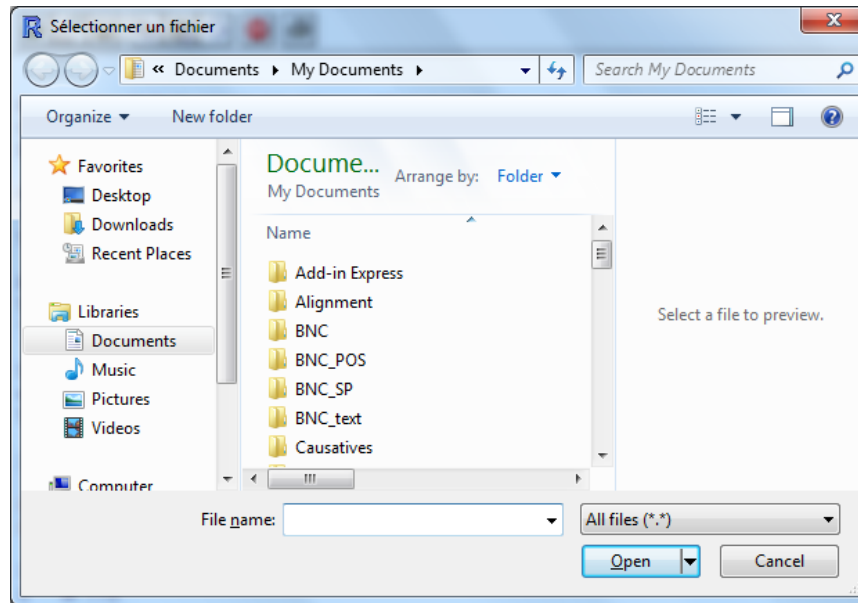 Sélectionner un fichier
« Documents ▸ My Documents ▸ Search My Documents
Organize ▾ New folder
Favorites
Desktop
Downloads
Recent Places
Libraries
Documents
Music
Pictures
Videos
Computer
Docume... Arrange by: Folder ▾
My Documents
Name
Add-in Express
Alignment
BNC
BNC_POS
BNC_SP
BNC_text
Causatives
Select a file to preview.
File name: All files (*.*)
Open Cancel